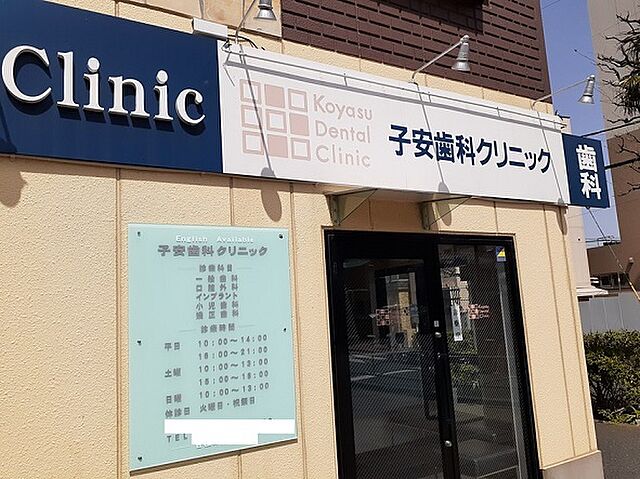 Clinic
Koyasu
Dental
Clinic
子安歯科クリニック
歯科
English Available
子安歯科クリニック
診療科目
一般歯科
口腔外科
インプラント
小児歯科
矯正歯科
診療時間
平日 10:00〜14:00
16:00〜21:00
土曜 10:00〜13:00
15:00〜18:00
日曜 10:00〜13:00
休診日 火曜日・祝祭日
TEL